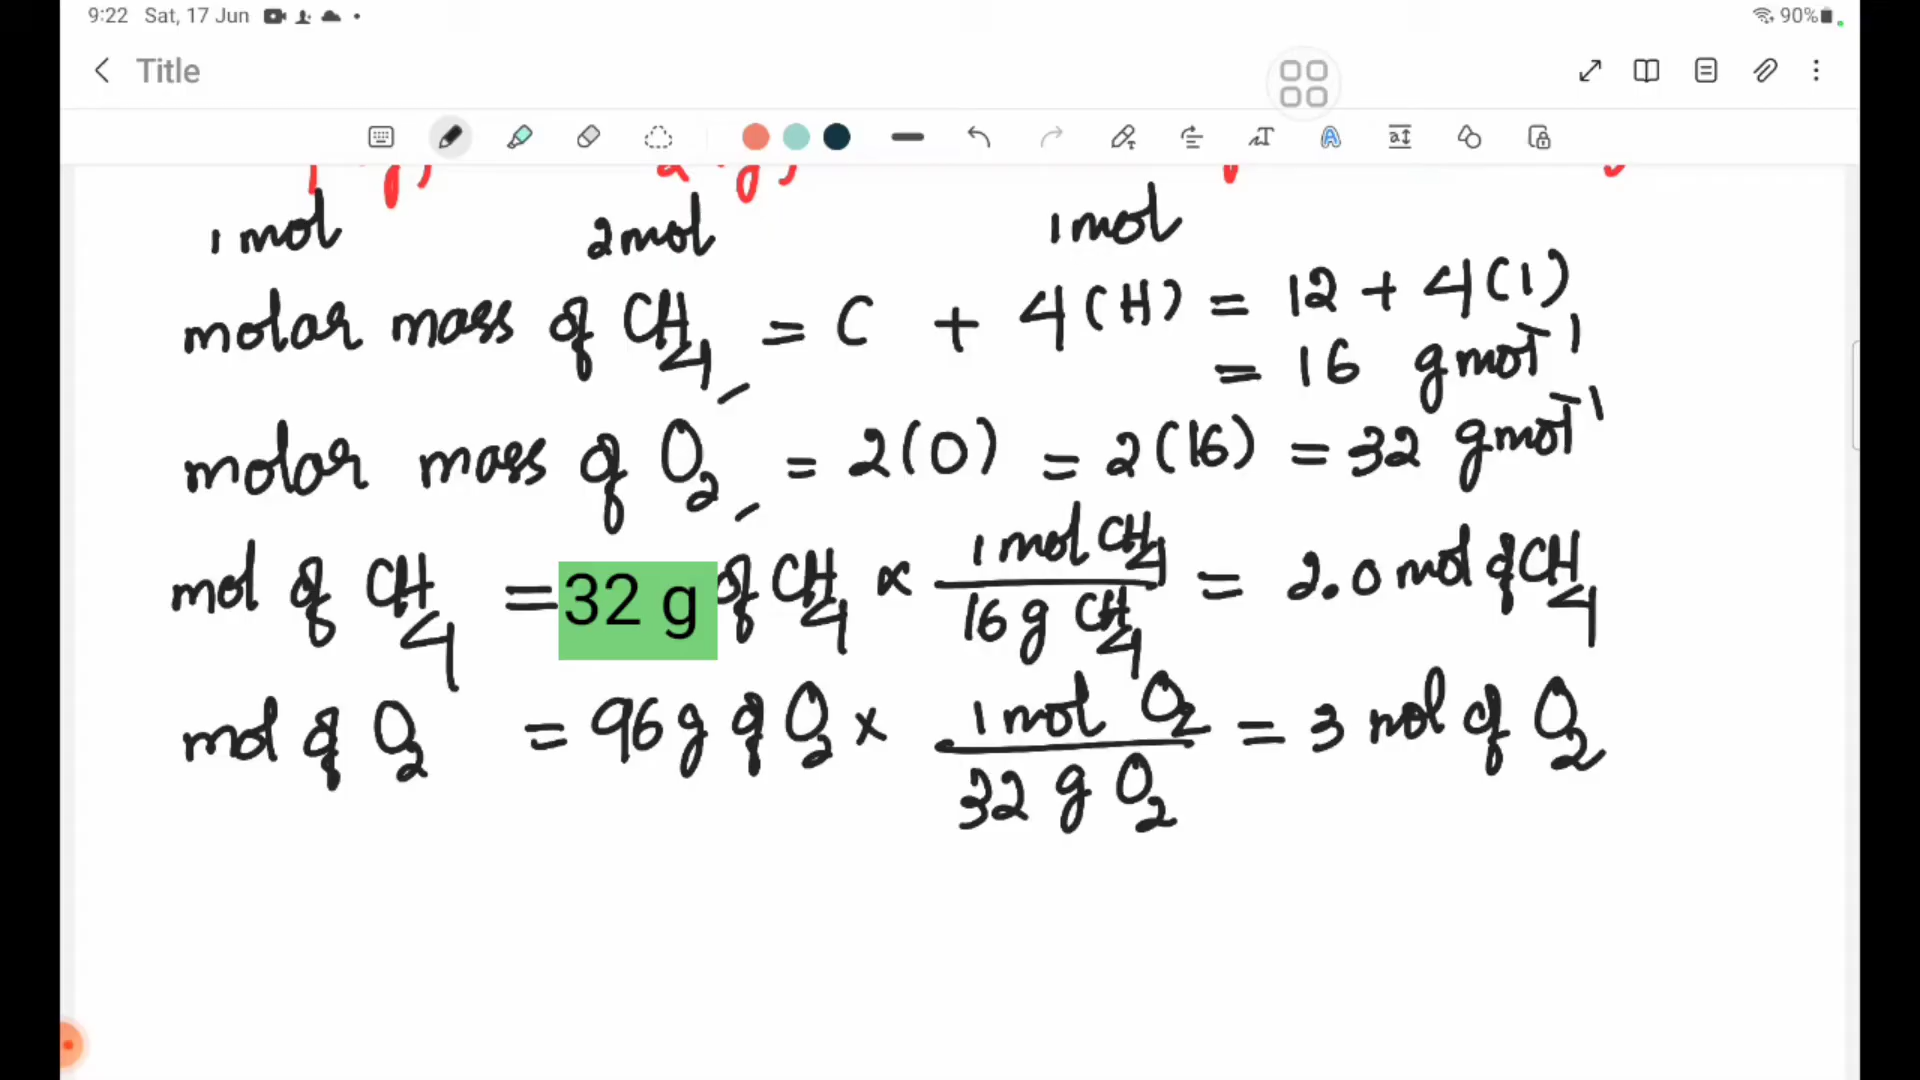 9:22 Sat, 17 Jun 90%
Title
1 mol 2 mol 1 mol
molar mass of CH4 = C + 4(H) = 12 + 4(1)
= 16 g mol⁻¹
molar mass of O2 = 2(O) = 2(16) = 32 g mol⁻¹
mol of CH4 = 32 g of CH4 × 1 mol CH4 / 16 g CH4 = 2.0 mol of CH4
mol of O2 = 96 g of O2 × 1 mol O2 / 32 g O2 = 3 mol of O2